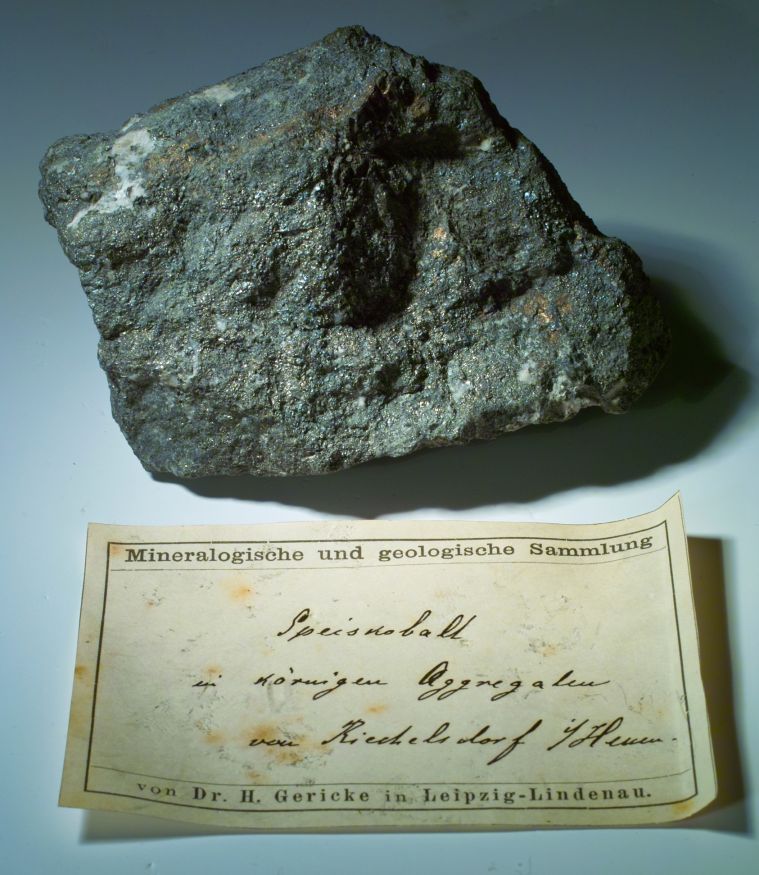 Mineralogische und geologische Sammlung
Speiskobalt
in körnigen Aggregaten
von Riechelsdorf i/Hessen.
von Dr. H. Gericke in Leipzig-Lindenau.